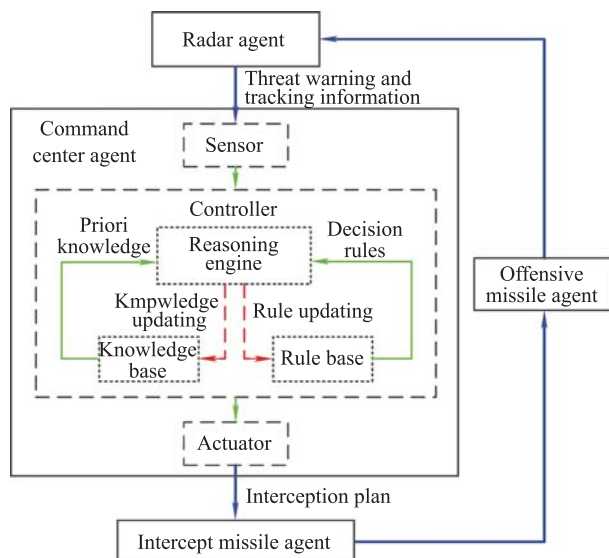 Radar agent
Threat warning and
tracking information
Command
center agent
Sensor
Controller
Priori
knowledge
Reasoning
engine
Decision
rules
Offensive
missile agent
Kmpwledge
updating
Rule updating
Knowledge
base
Rule base
Actuator
Interception plan
Intercept missile agent